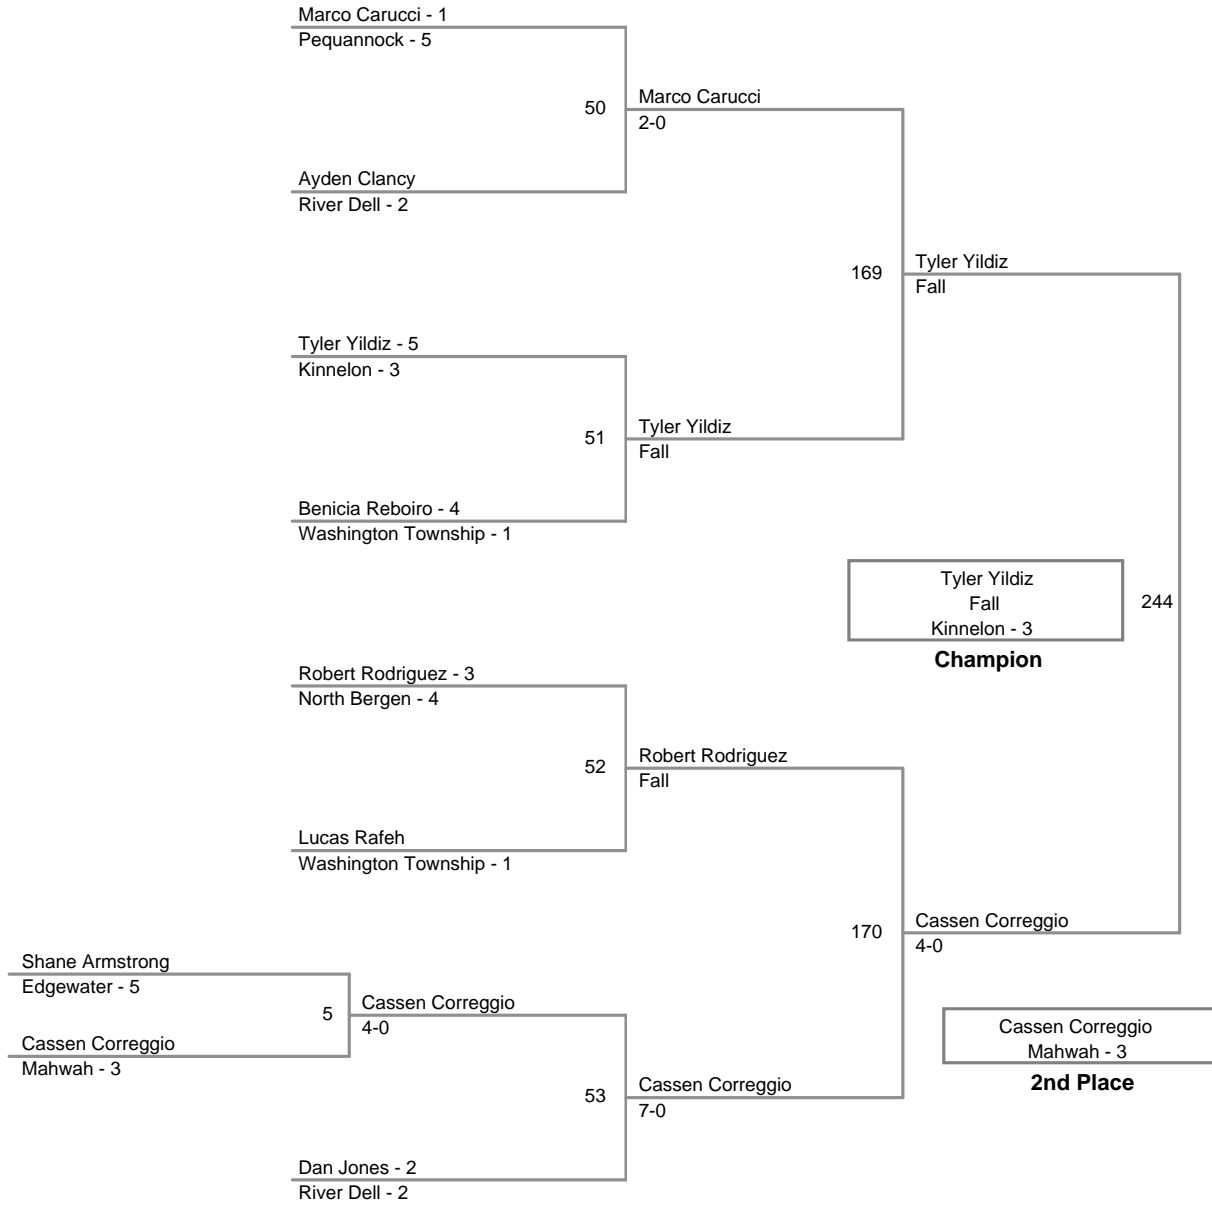 Marco Carucci - 1
Pequannock - 5
50
Marco Carucci
2-0
Ayden Clancy
River Dell - 2
169
Tyler Yildiz
Fall
Tyler Yildiz - 5
Kinnelon - 3
51
Tyler Yildiz
Fall
Benicia Reboiro - 4
Washington Township - 1
Tyler Yildiz
Fall
Kinnelon - 3
Champion
244
Robert Rodriguez - 3
North Bergen - 4
52
Robert Rodriguez
Fall
Lucas Rafeh
Washington Township - 1
170
Cassen Correggio
4-0
Shane Armstrong
Edgewater - 5
5
Cassen Correggio
4-0
Cassen Correggio
Mahwah - 3
Cassen Correggio
Mahwah - 3
2nd Place
53
Cassen Correggio
7-0
Dan Jones - 2
River Dell - 2